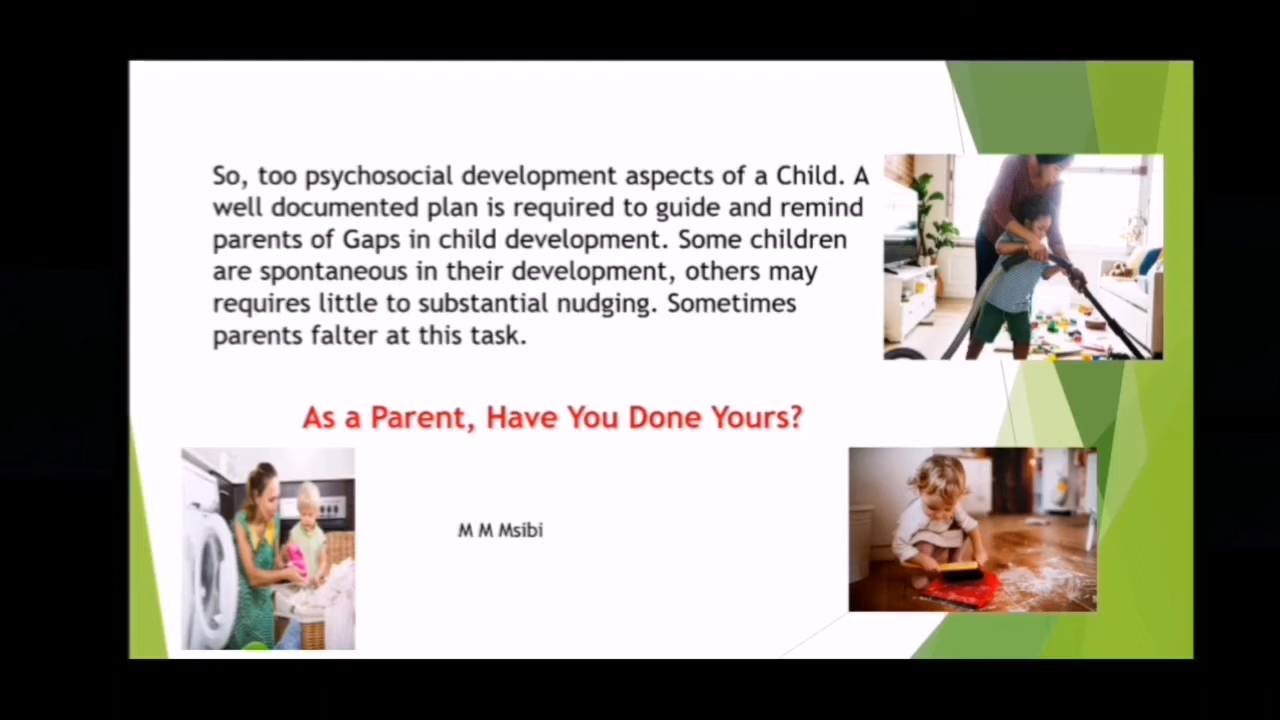 So, too psychosocial development aspects of a Child. A
well documented plan is required to guide and remind
parents of Gaps in child development. Some children
are spontaneous in their development, others may
requires little to substantial nudging. Sometimes
parents falter at this task.
As a Parent, Have You Done Yours?
M M Msibi